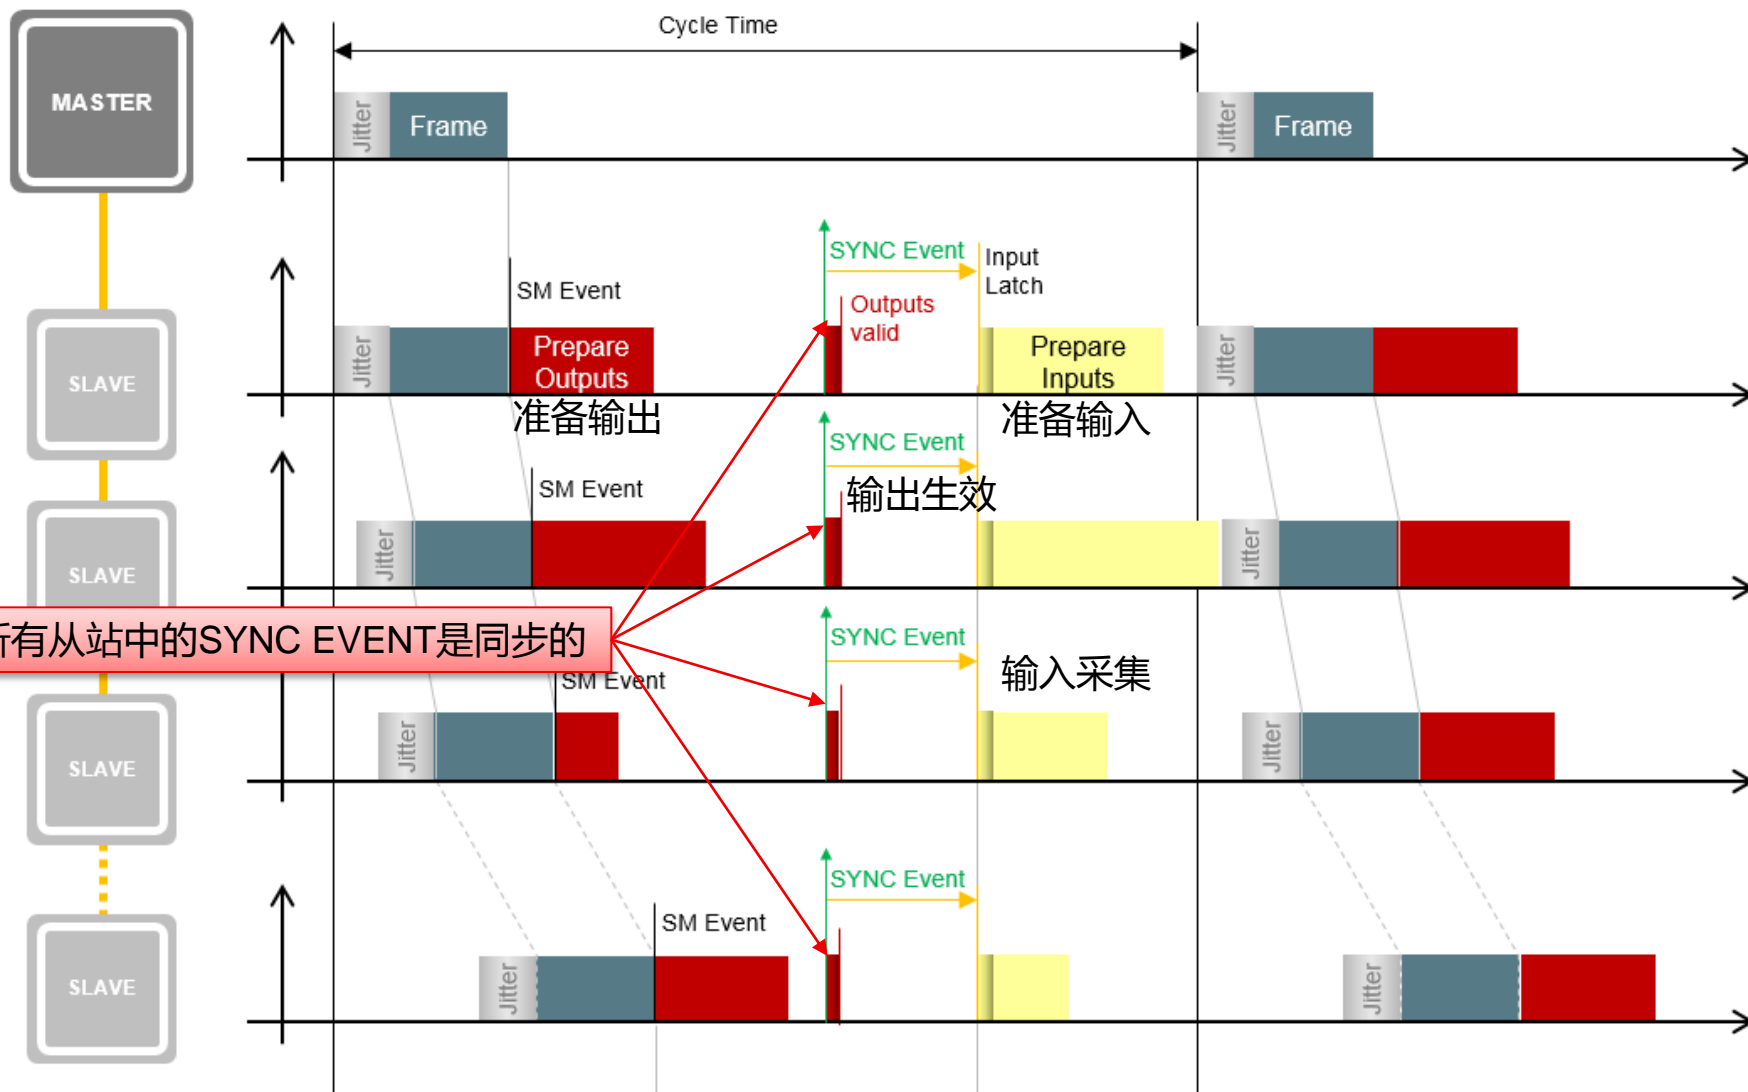 Cycle Time
MASTER
Jitter
Frame
Jitter
Frame
SYNC Event
Input
Latch
SM Event
Outputs
valid
SLAVE
Jitter
Prepare
Outputs
Prepare
Inputs
Jitter
准备输出
准备输入
SYNC Event
SM Event
输出生效
SLAVE
Jitter
Jitter
有从站中的SYNC EVENT是同步的
SYNC Event
输入采集
SM Event
SLAVE
Jitter
Jitter
SYNC Event
SM Event
SLAVE
Jitter
Jitter